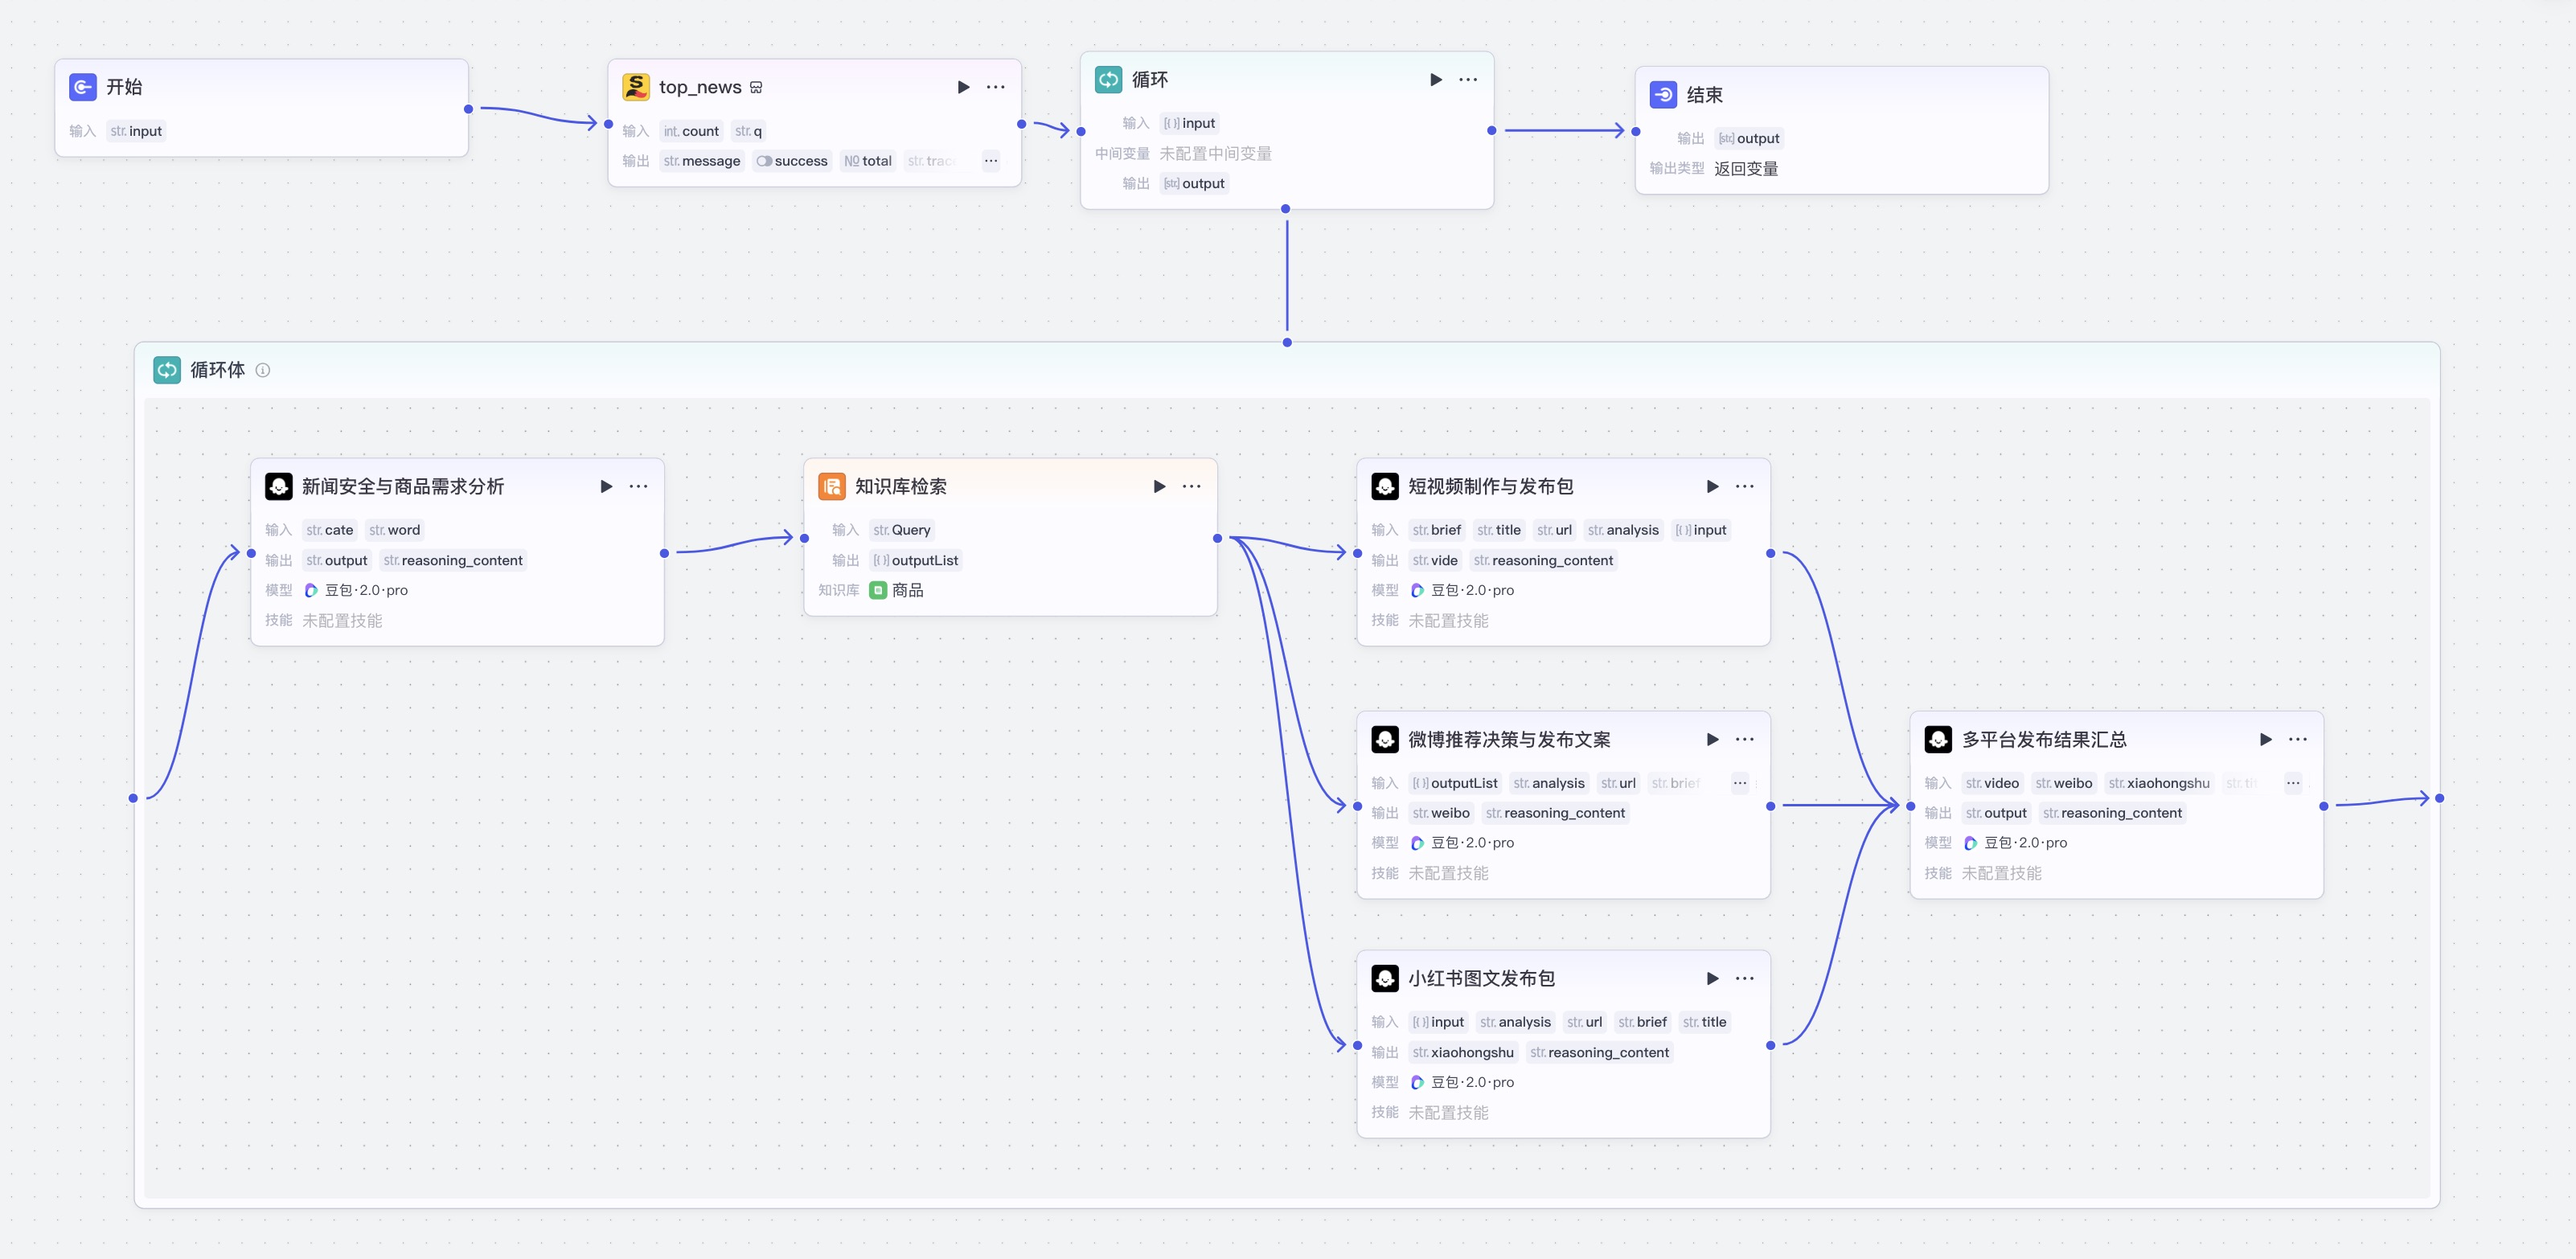 开始
输入 str. input
top_news
输入 int. count str. q
输出 str. message success NO total str. trac ...
循环
输入 [{}] input
中间变量 未配置中间变量
输出 [str] output
结束
输出 [str] output
输出类型 返回变量
循环体
新闻安全与商品需求分析
输入 str. cate str. word
输出 str. output str. reasoning_content
模型 豆包·2.0·pro
技能 未配置技能
知识库检索
输入 str. Query
输出 [{}] outputList
知识库 商品
短视频制作与发布包
输入 str. brief str. title str. url str. analysis [{}] input
输出 str. vide str. reasoning_content
模型 豆包·2.0·pro
技能 未配置技能
微博推荐决策与发布文案
输入 [{}] outputList str. analysis str. url str. brief ...
输出 str. weibo str. reasoning_content
模型 豆包·2.0·pro
技能 未配置技能
多平台发布结果汇总
输入 str. video str. weibo str. xiaohongshu str. tit ...
输出 str. output str. reasoning_content
模型 豆包·2.0·pro
技能 未配置技能
小红书图文发布包
输入 [{}] input str. analysis str. url str. brief str. title
输出 str. xiaohongshu str. reasoning_content
模型 豆包·2.0·pro
技能 未配置技能